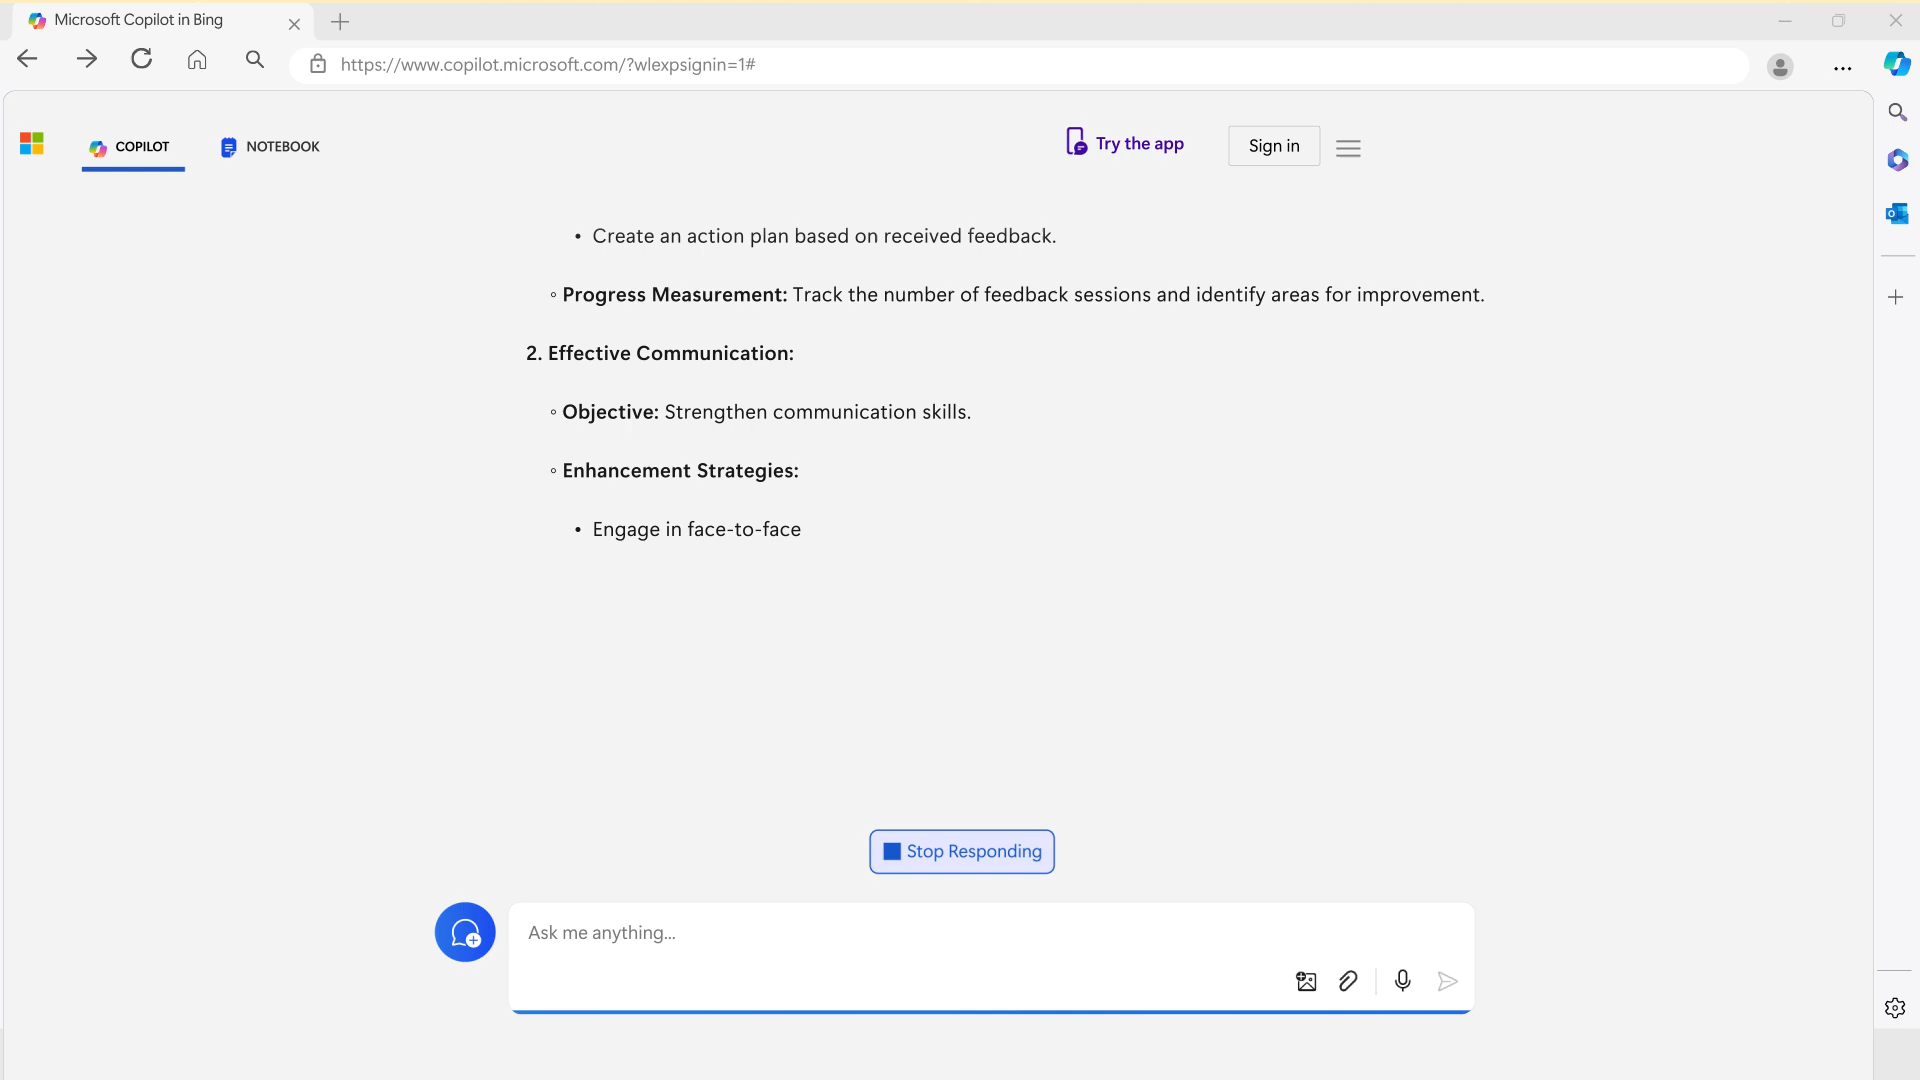 Microsoft Copilot in Bing
https://www.copilot.microsoft.com/?wlexpsignin=1#
COPILOT
NOTEBOOK
Try the app
Sign in
• Create an action plan based on received feedback.
◦ Progress Measurement: Track the number of feedback sessions and identify areas for improvement.
2. Effective Communication:
◦ Objective: Strengthen communication skills.
◦ Enhancement Strategies:
• Engage in face-to-face
Stop Responding
Ask me anything...